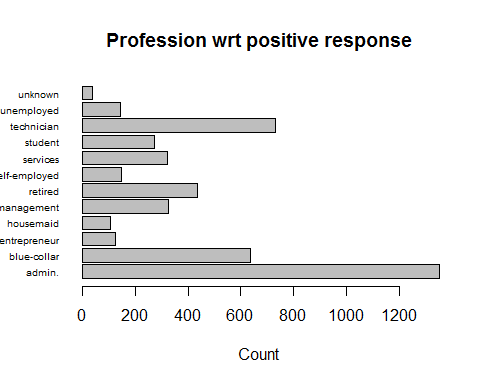 Profession wrt positive response
unknown
unemployed
technician
student
services
elf-employed
retired
management
housemaid
entrepreneur
blue-collar
admin.
0 200 400 600 800 1000 1200
Count